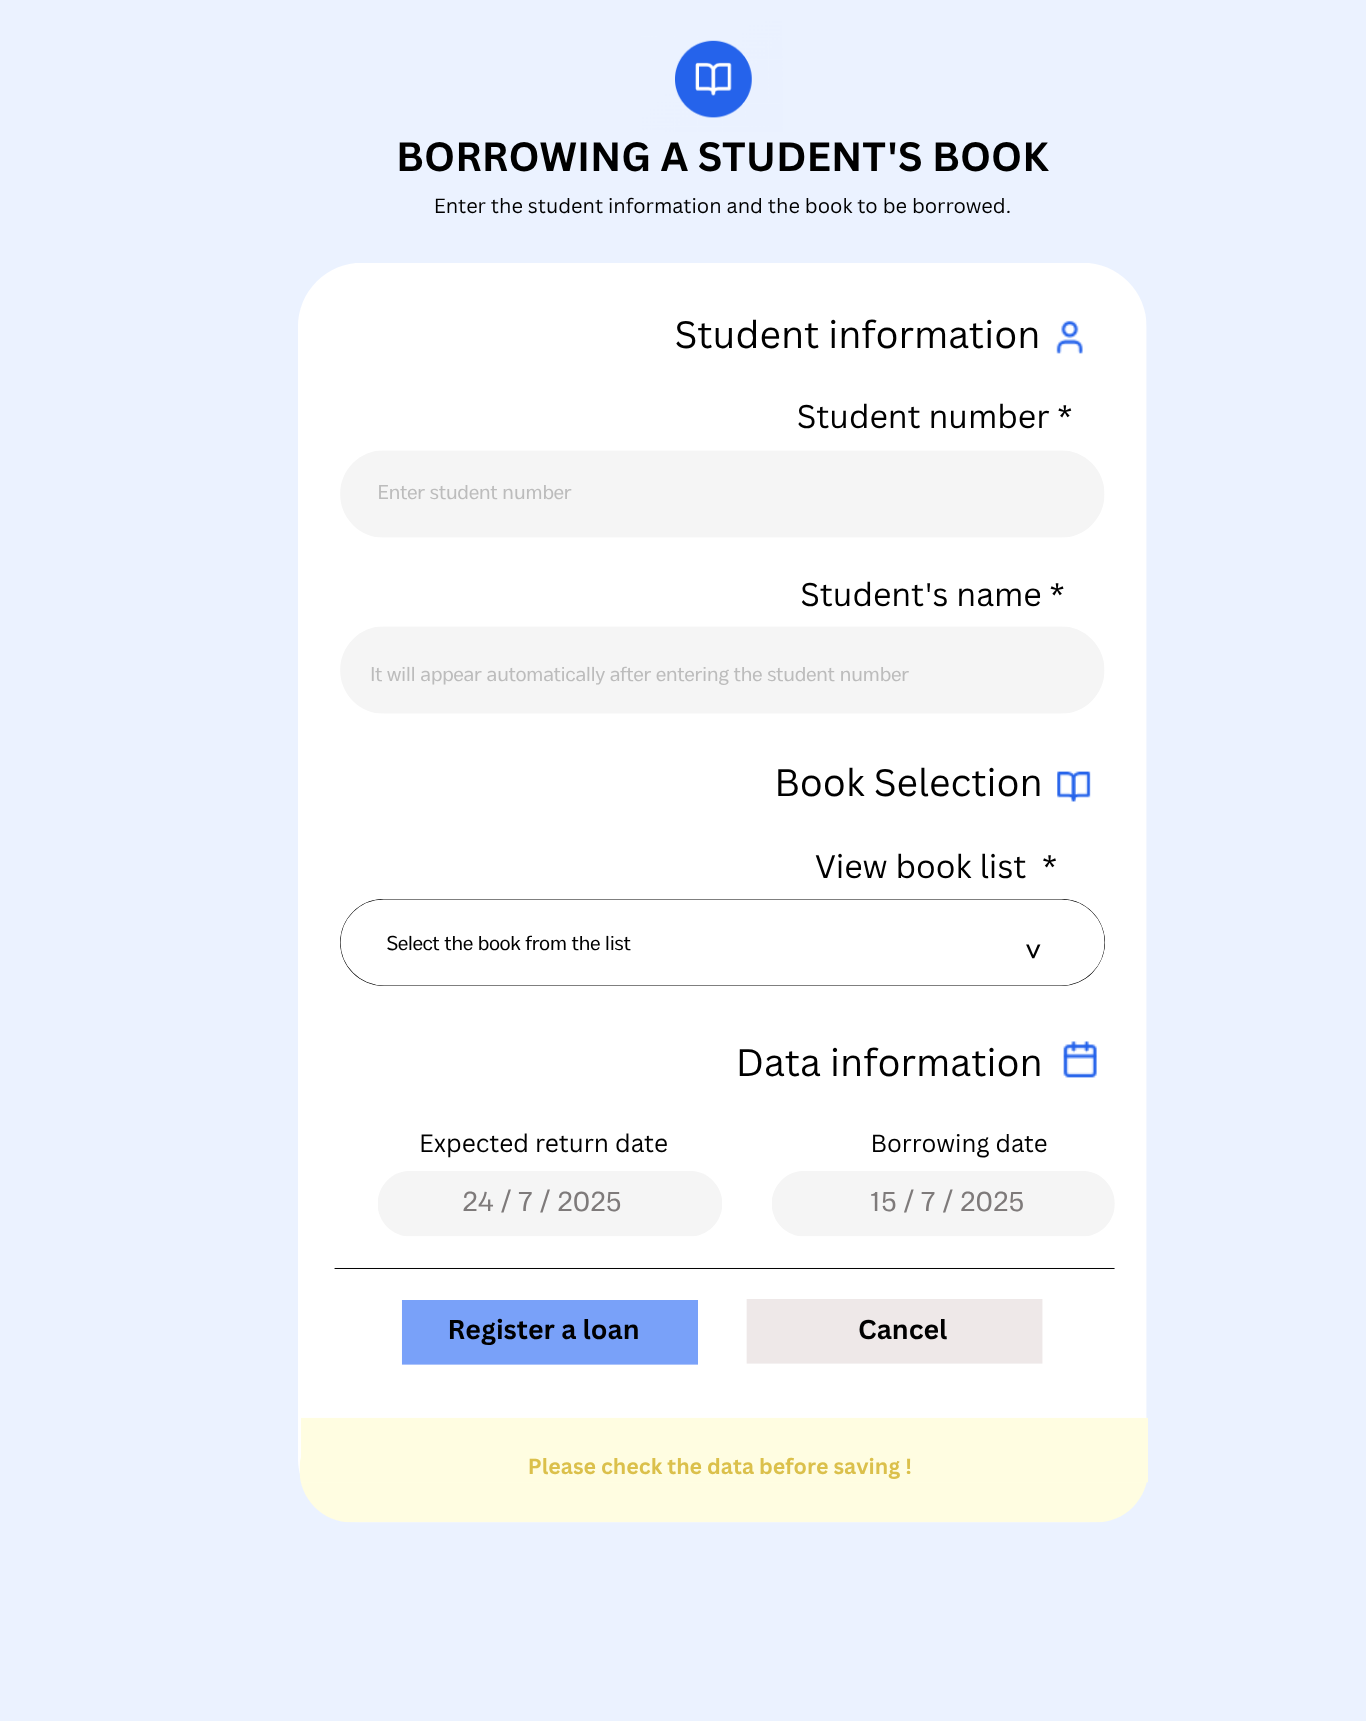 BORROWING A STUDENT'S BOOK
Enter the student information and the book to be borrowed.
Student information
Student number *
Enter student number
Student's name *
It will appear automatically after entering the student number
Book Selection
View book list *
Select the book from the list v
Data information
Expected return date Borrowing date
24 / 7 / 2025 15 / 7 / 2025
Register a loan Cancel
Please check the data before saving !